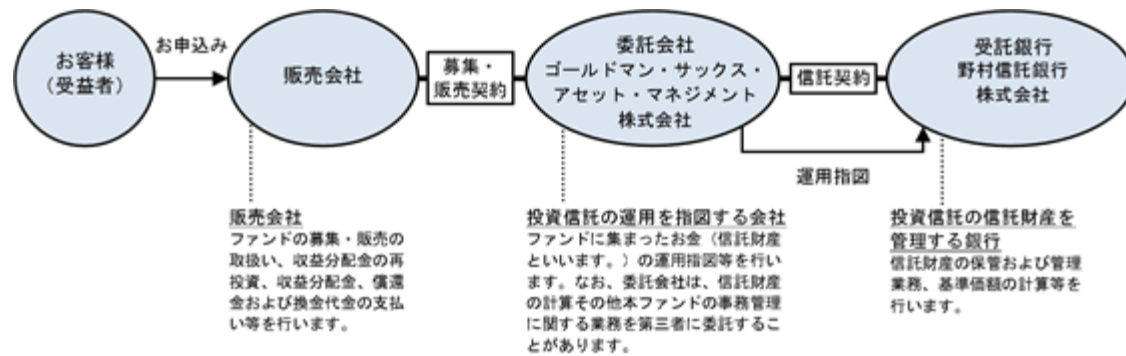 お客様
（受益者）
お申込み
販売会社
募集・
販売契約
委託会社
ゴールドマン・サックス・
アセット・マネジメント
株式会社
信託契約
受託銀行
野村信託銀行
株式会社
運用指図
販売会社
ファンドの募集・販売の
取扱い、収益分配金の再
投資、収益分配金、償還
金および換金代金の支払
い等を行います。
投資信託の運用を指図する会社
ファンドに集まったお金（信託財産
といいます。）の運用指図等を行い
ます。なお、委託会社は、信託財産
の計算その他本ファンドの事務管理
に関する業務を第三者に委託するこ
とがあります。
投資信託の信託財産を
管理する銀行
信託財産の保管および管理
業務、基準価額の計算等を
行います。